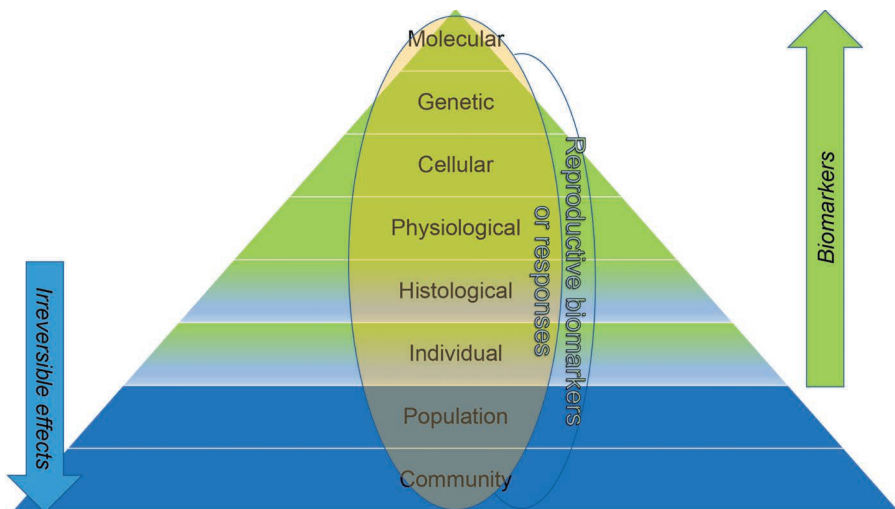 Molecular
Genetic
Cellular
Physiological
Histological
Individual
Population
Community
Reproductive biomarkers
or responses
Irreversible effects
Biomarkers